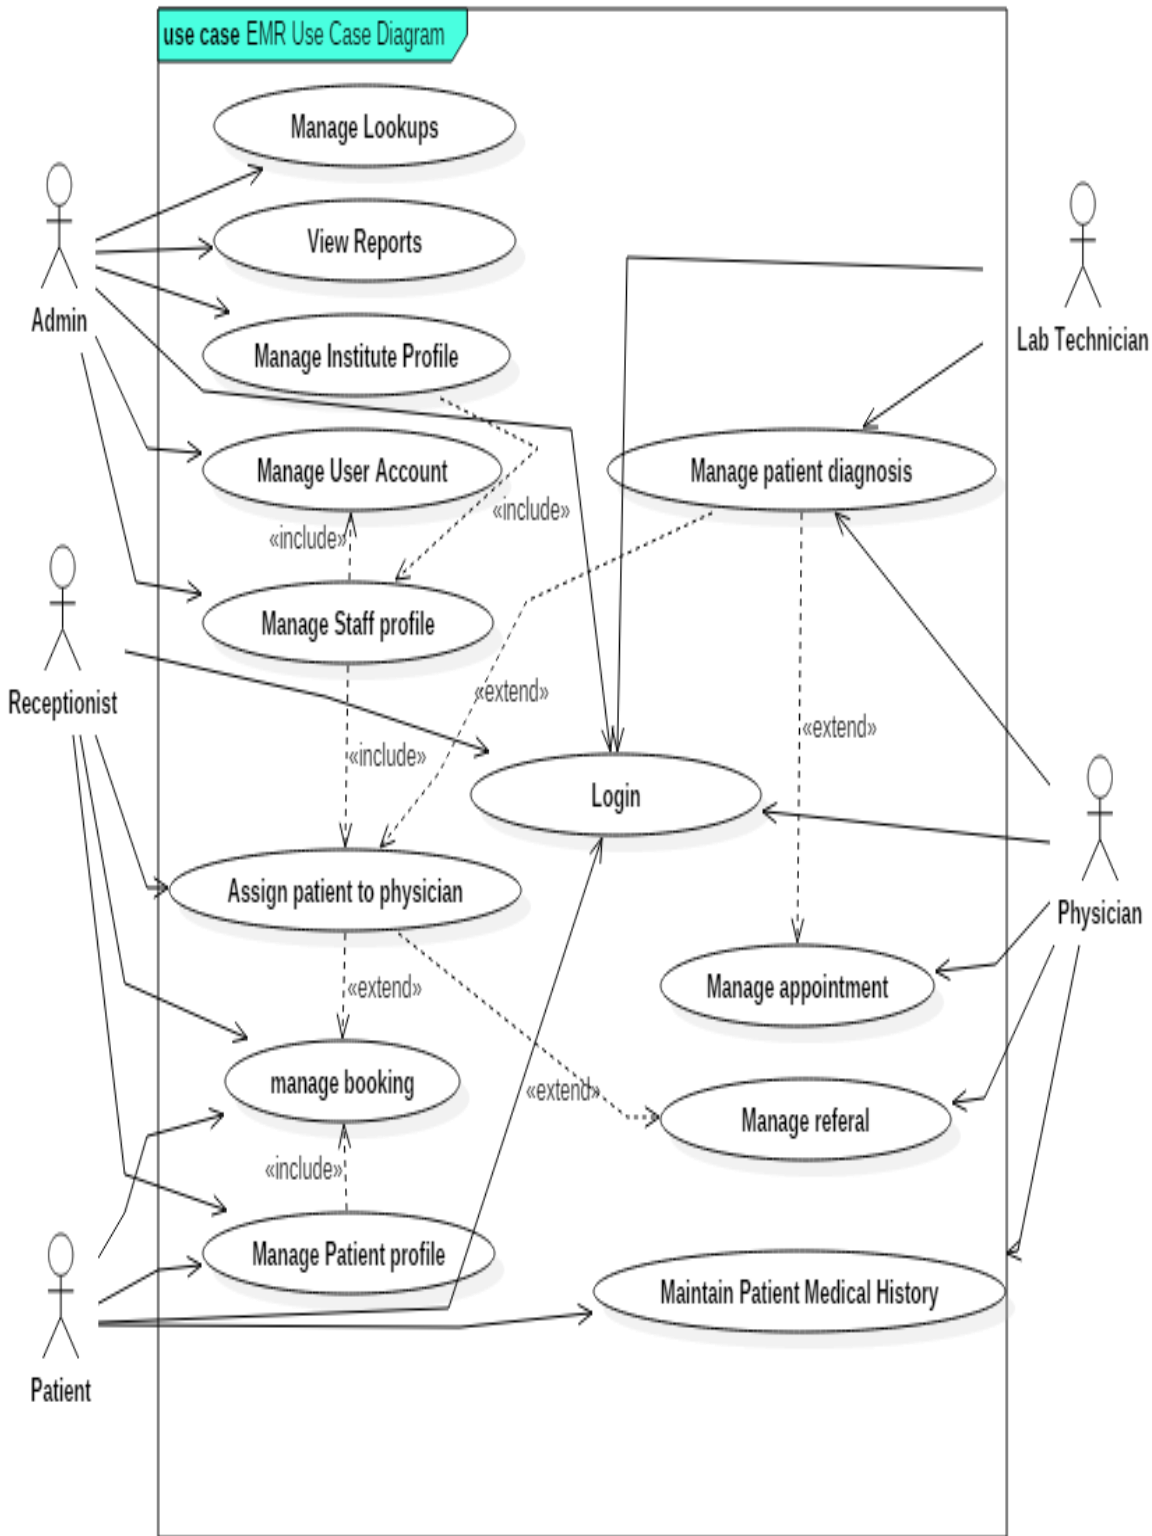 use case EMR Use Case Diagram
Manage Lookups
View Reports
Admin
Lab Technician
Manage Institute Profile
Manage User Account
Manage patient diagnosis
«include»
«include»
Manage Staff profile
Receptionist
«extend»
«extend»
«include»
Login
Assign patient to physician
Physician
«extend»
Manage appointment
manage booking
«extend»
Manage referal
«include»
Manage Patient profile
Maintain Patient Medical History
Patient